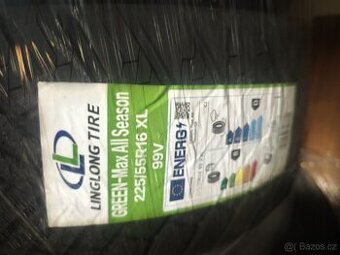 LINGLONG TIRE
GREEN-Max All Season
225/55R16 XL
99V
ENERG
Bazos.cz